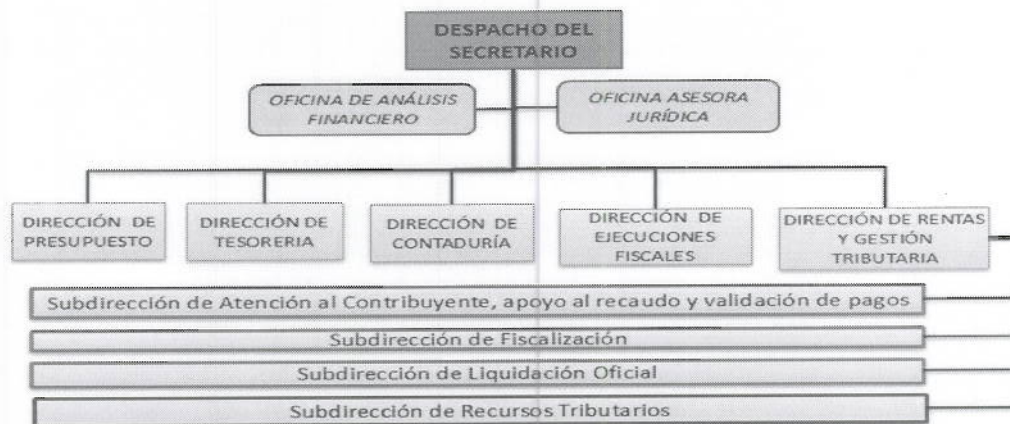 DESPACHO DEL
SECRETARIO
OFICINA DE ANÁLISIS
FINANCIERO
OFICINA ASESORA
JURÍDICA
DIRECCIÓN DE
PRESUPUESTO
DIRECCIÓN DE
TESORERIA
DIRECCIÓN DE
CONTADURÍA
DIRECCIÓN DE
EJECUCIONES
FISCALES
DIRECCIÓN DE RENTAS
Y GESTIÓN
TRIBUTARIA
Subdirección de Atención al Contribuyente, apoyo al recaudo y validación de pagos
Subdirección de Fiscalización
Subdirección de Liquidación Oficial
Subdirección de Recursos Tributarios